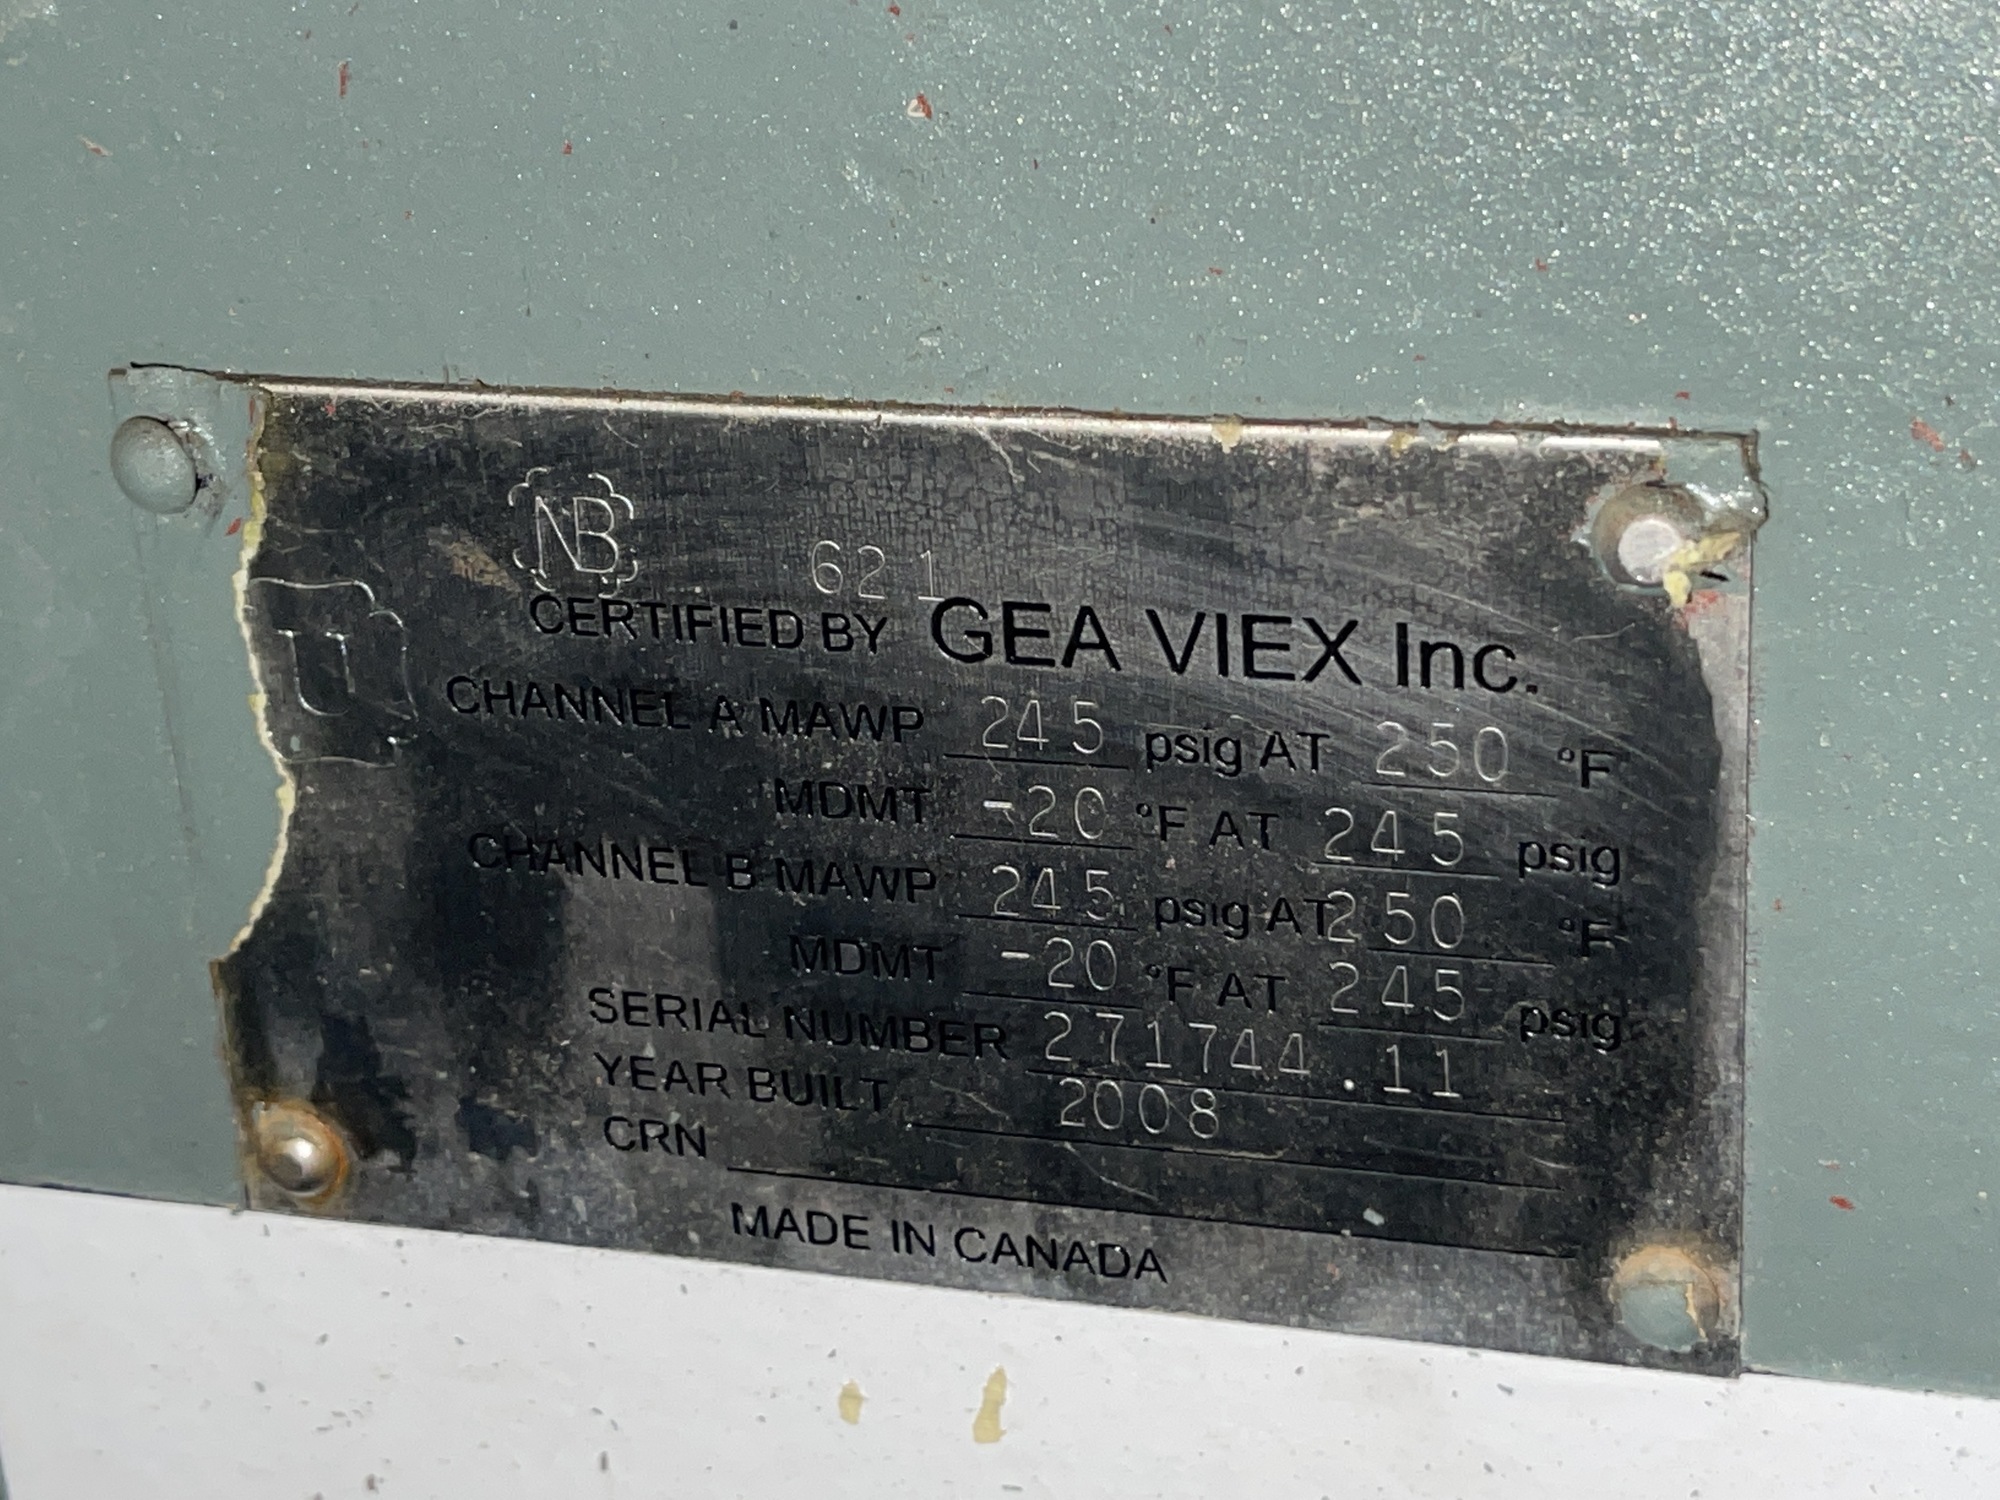 NB 621
CERTIFIED BY GEA VIEX Inc.
U
CHANNEL A MAWP 245 psig AT 250 °F
MDMT -20 °F AT 245 psig
CHANNEL B MAWP 245 psig AT 250 °F
MDMT -20 °F AT 245 psig
SERIAL NUMBER 271744.11
YEAR BUILT 2008
CRN
MADE IN CANADA